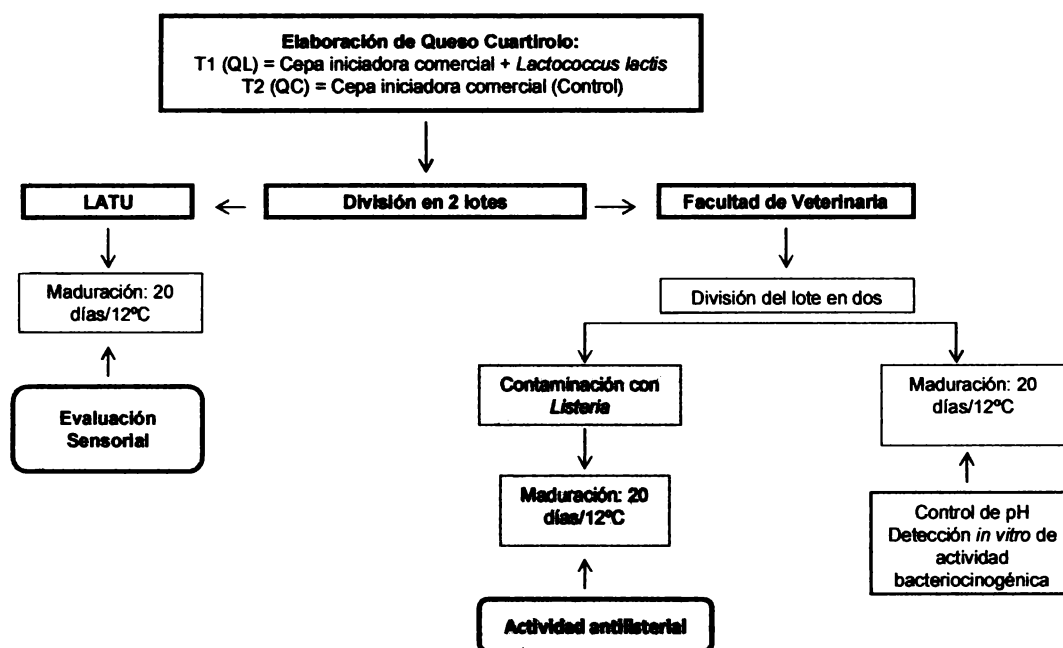 Elaboración de Queso Cuartirolo:
T1 (QL) = Cepa iniciadora comercial + Lactococcus lactis
T2 (QC) = Cepa iniciadora comercial (Control)
LATU
División en 2 lotes
Facultad de Veterinaria
Maduración: 20
días/12ºC
División del lote en dos
Evaluación
Sensorial
Contaminación con
Listeria
Maduración: 20
días/12ºC
Maduración: 20
días/12ºC
Control de pH
Detección in vitro de
actividad
bacteriocinogénica
Actividad antilisterial